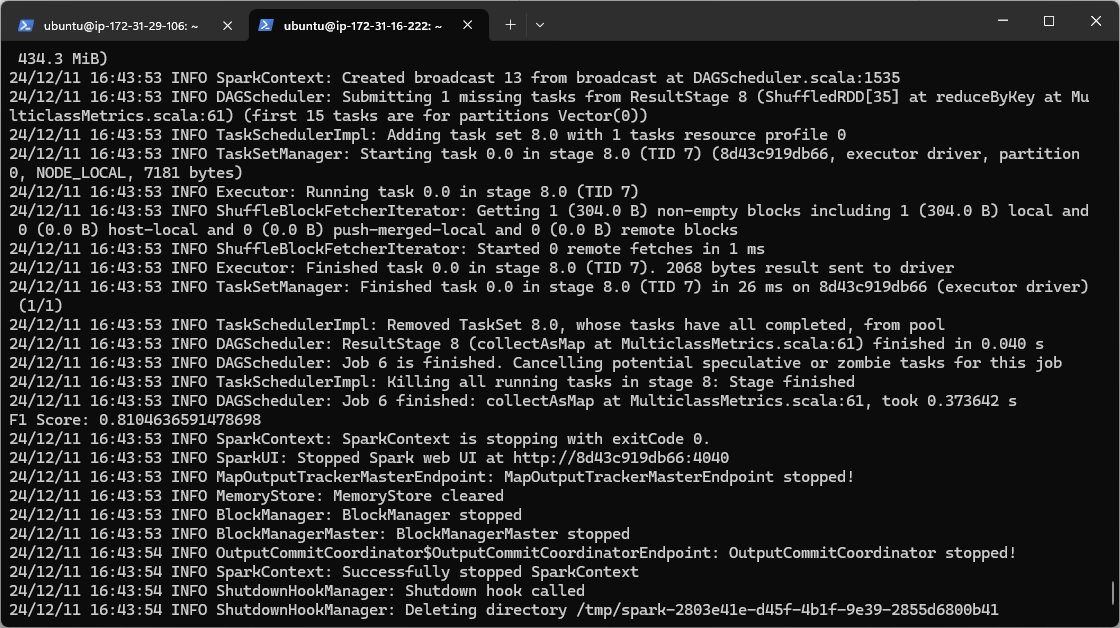 ubuntu@ip-172-31-29-106: ~
ubuntu@ip-172-31-16-222: ~
434.3 MiB)
24/12/11 16:43:53 INFO SparkContext: Created broadcast 13 from broadcast at DAGScheduler.scala:1535
24/12/11 16:43:53 INFO DAGScheduler: Submitting 1 missing tasks from ResultStage 8 (ShuffledRDD[35] at reduceByKey at Mu
lticlassMetrics.scala:61) (first 15 tasks are for partitions Vector(0))
24/12/11 16:43:53 INFO TaskSchedulerImpl: Adding task set 8.0 with 1 tasks resource profile 0
24/12/11 16:43:53 INFO TaskSetManager: Starting task 0.0 in stage 8.0 (TID 7) (8d43c919db66, executor driver, partition
0, NODE_LOCAL, 7181 bytes)
24/12/11 16:43:53 INFO Executor: Running task 0.0 in stage 8.0 (TID 7)
24/12/11 16:43:53 INFO ShuffleBlockFetcherIterator: Getting 1 (304.0 B) non-empty blocks including 1 (304.0 B) local and
0 (0.0 B) host-local and 0 (0.0 B) push-merged-local and 0 (0.0 B) remote blocks
24/12/11 16:43:53 INFO ShuffleBlockFetcherIterator: Started 0 remote fetches in 1 ms
24/12/11 16:43:53 INFO Executor: Finished task 0.0 in stage 8.0 (TID 7). 2068 bytes result sent to driver
24/12/11 16:43:53 INFO TaskSetManager: Finished task 0.0 in stage 8.0 (TID 7) in 26 ms on 8d43c919db66 (executor driver)
(1/1)
24/12/11 16:43:53 INFO TaskSchedulerImpl: Removed TaskSet 8.0, whose tasks have all completed, from pool
24/12/11 16:43:53 INFO DAGScheduler: ResultStage 8 (collectAsMap at MulticlassMetrics.scala:61) finished in 0.040 s
24/12/11 16:43:53 INFO DAGScheduler: Job 6 is finished. Cancelling potential speculative or zombie tasks for this job
24/12/11 16:43:53 INFO TaskSchedulerImpl: Killing all running tasks in stage 8: Stage finished
24/12/11 16:43:53 INFO DAGScheduler: Job 6 finished: collectAsMap at MulticlassMetrics.scala:61, took 0.373642 s
F1 Score: 0.8104636591478698
24/12/11 16:43:53 INFO SparkContext: SparkContext is stopping with exitCode 0.
24/12/11 16:43:53 INFO SparkUI: Stopped Spark web UI at http://8d43c919db66:4040
24/12/11 16:43:53 INFO MapOutputTrackerMasterEndpoint: MapOutputTrackerMasterEndpoint stopped!
24/12/11 16:43:53 INFO MemoryStore: MemoryStore cleared
24/12/11 16:43:53 INFO BlockManager: BlockManager stopped
24/12/11 16:43:53 INFO BlockManagerMaster: BlockManagerMaster stopped
24/12/11 16:43:54 INFO OutputCommitCoordinator$OutputCommitCoordinatorEndpoint: OutputCommitCoordinator stopped!
24/12/11 16:43:54 INFO SparkContext: Successfully stopped SparkContext
24/12/11 16:43:54 INFO ShutdownHookManager: Shutdown hook called
24/12/11 16:43:54 INFO ShutdownHookManager: Deleting directory /tmp/spark-2803e41e-d45f-4b1f-9e39-2855d6800b41